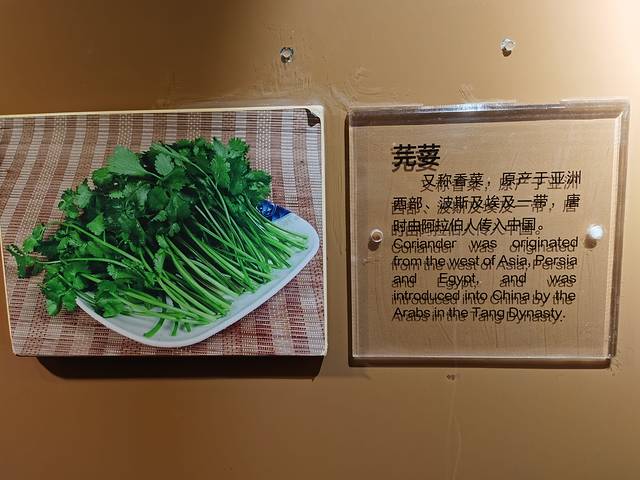 芫荽
又称香菜，原产于亚洲
西部、波斯及埃及一带，唐
时由阿拉伯人传入中国。
Coriander was originated
from the west of Asia, Persia
and Egypt, and was
introduced into China by the
Arabs in the Tang Dynasty.